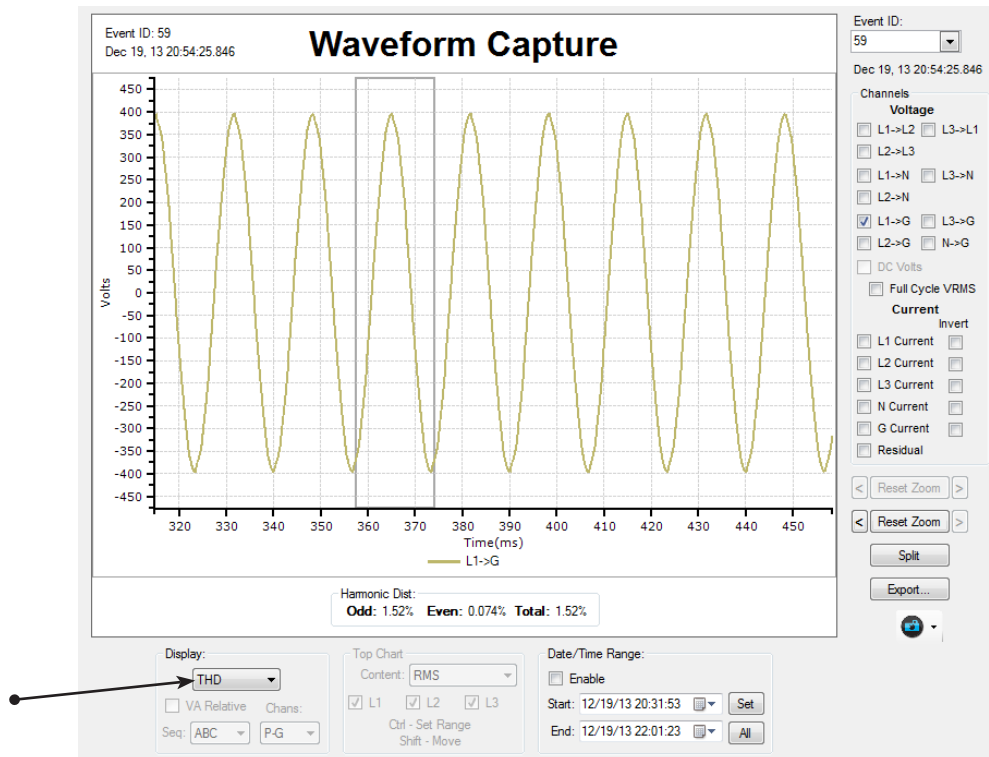 Event ID: 59
Dec 19, 13 20:54:25.846
Waveform Capture
450
400
350
300
250
200
150
100
50
0
-50
-100
-150
-200
-250
-300
-350
-400
-450
Volts
320 330 340 350 360 370 380 390 400 410 420 430 440 450
Time(ms)
L1->G
Harmonic Dist:
Odd: 1.52% Even: 0.074% Total: 1.52%
Event ID:
59
Dec 19, 13 20:54:25.846
Channels
Voltage
L1->L2 L3->L1
L2->L3
L1->N L3->N
L2->N
L1->G L3->G
L2->G N->G
DC Volts
Full Cycle VRMS
Current
Invert
L1 Current
L2 Current
L3 Current
N Current
G Current
Residual
< Reset Zoom >
< Reset Zoom >
Split
Export...
Display:
THD
VA Relative Chans:
Seq: ABC P-G
Top Chart
Content: RMS
L1 L2 L3
Ctrl - Set Range
Shift - Move
Date/Time Range:
Enable
Start: 12/19/13 20:31:53 Set
End: 12/19/13 22:01:23 All